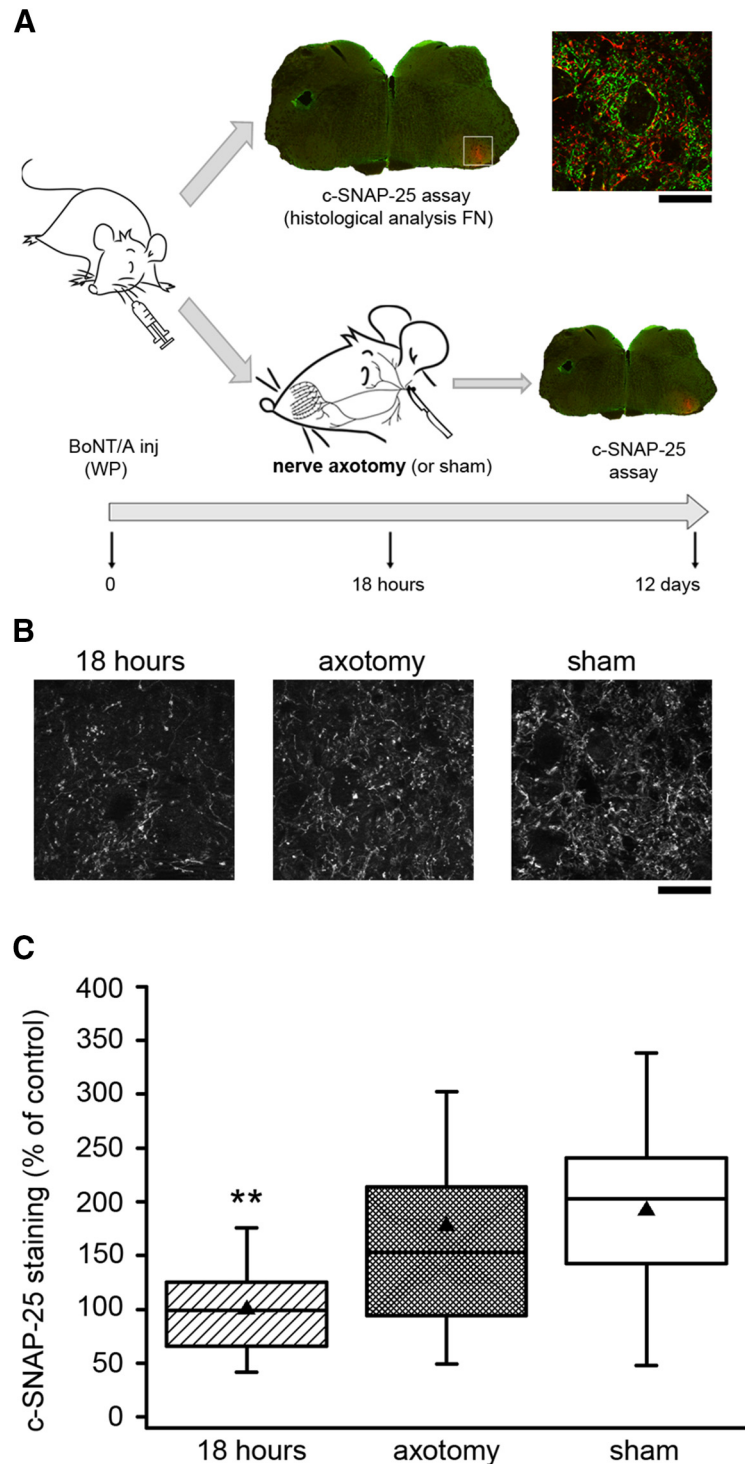 A
c-SNAP-25 assay
(histological analysis FN)
BoNT/A inj
(WP)
nerve axotomy (or sham)
c-SNAP-25
assay
0
18 hours
12 days
B
18 hours
axotomy
sham
C
c-SNAP-25 staining (% of control)
400
350
300
250
200
150
100
50
0
**
18 hours
axotomy
sham